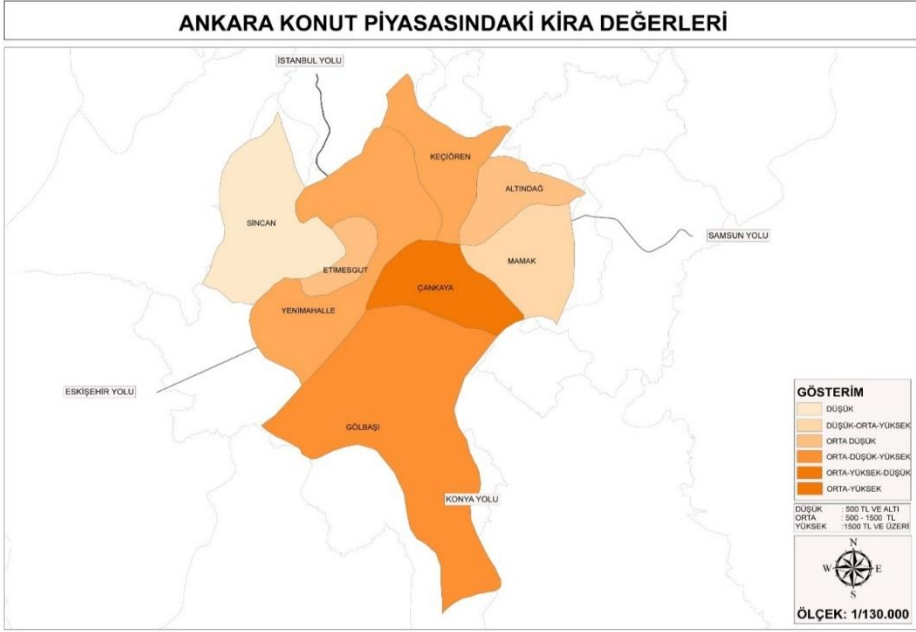 ANKARA KONUT PİYASASINDAKİ KİRA DEĞERLERİ
İSTANBUL YOLU
KEÇİÖREN
ALTINDAĞ
SİNCAN
SAMSUN YOLU
MAMAK
ETİMESGUT
ÇANKAYA
YENİMAHALLE
ESKİŞEHİR YOLU
GÖLBAŞI
KONYA YOLU
GÖSTERİM
DÜŞÜK
DÜŞÜK-ORTA-YÜKSEK
ORTA DÜŞÜK
ORTA-DÜŞÜK-YÜKSEK
ORTA-YÜKSEK-DÜŞÜK
ORTA-YÜKSEK
DÜŞÜK : 500 TL VE ALTI
ORTA : 500 - 1500 TL
YÜKSEK :1500 TL VE ÜZERİ
N
W E
S
ÖLÇEK: 1/130.000